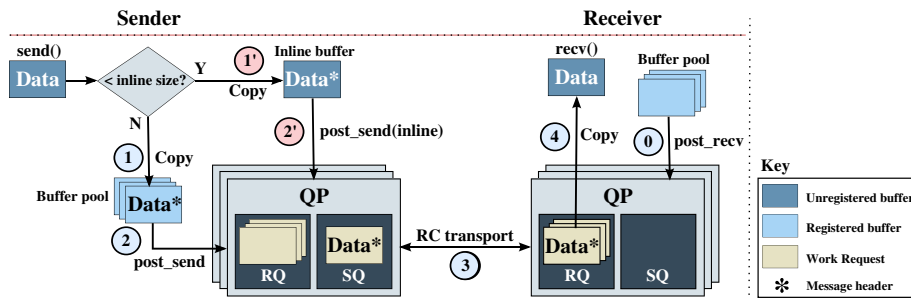 Sender
Receiver
send()
Data
< inline size?
Y
1'
Copy
Inline buffer
Data*
N
1
Copy
2'
post_send(inline)
Buffer pool
Data*
2
post_send
QP
RQ
Data*
SQ
RC transport
3
recv()
Data
4
Copy
Buffer pool
0
post_recv
QP
Data*
RQ
SQ
Key
Unregistered buffer
Registered buffer
Work Request
* Message header